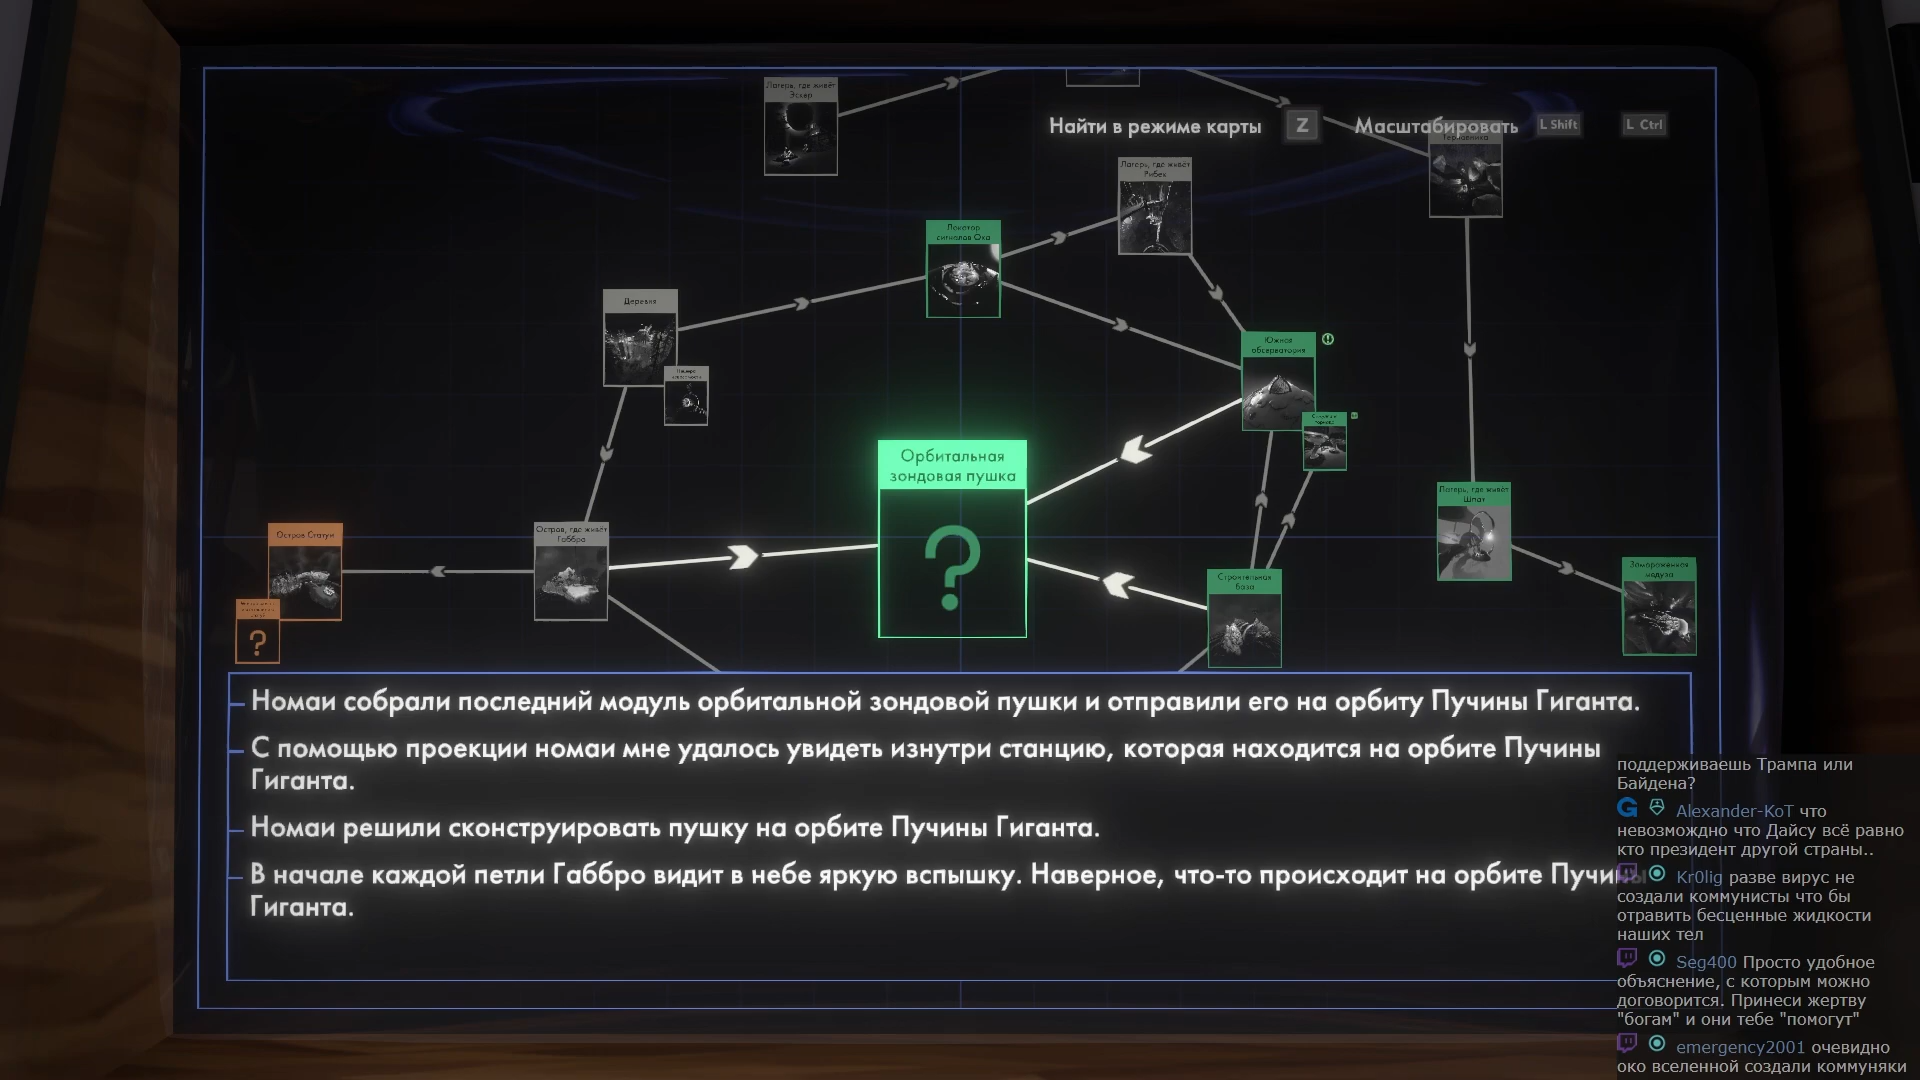 Лагерь, где живёт
Эскер
Найти в режиме карты
Z
Масштабировать
L Shift
L Ctrl
Лагерь, где живёт
Рибек
Локатор
сигналов Ока
Деревня
Южная
обсерватория
Орбитальная
зондовая пушка
?
Лагерь, где живёт
Шпат
Остров Статуи
Остров, где живёт
Габбро
Замороженная
медуза
Строительная
база
?
Номаи собрали последний модуль орбитальной зондовой пушки и отправили его на орбиту Пучины Гиганта.
С помощью проекции номаи мне удалось увидеть изнутри станцию, которая находится на орбите Пучины
Гиганта.
Номаи решили сконструировать пушку на орбите Пучины Гиганта.
В начале каждой петли Габбро видит в небе яркую вспышку. Наверное, что-то происходит на орбите Пучины
Гиганта.
поддерживаешь Трампа или
Байдена?
Alexander-KoT что
невозмождно что Дайсу всё равно
кто президент другой страны..
Kr0lig разве вирус не
создали коммунисты что бы
отравить бесценные жидкости
наших тел
Seg400 Просто удобное
объяснение, с которым можно
договорится. Принеси жертву
"богам" и они тебе "помогут"
emergency2001 очевидно
око вселенной создали коммуняки